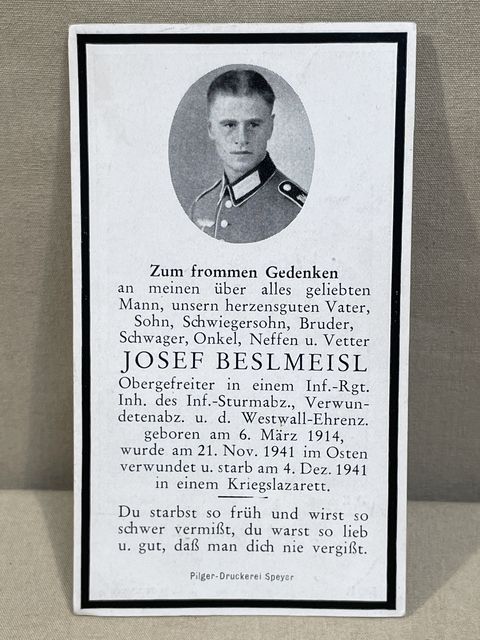 Zum frommen Gedenken
an meinen über alles geliebten
Mann, unsern herzensguten Vater,
Sohn, Schwiegersohn, Bruder,
Schwager, Onkel, Neffen u. Vetter
JOSEF BESLMEISL
Obergefreiter in einem Inf.-Rgt.
Inh. des Inf.-Sturmabz., Verwun-
detenabz. u. d. Westwall-Ehrenz.
geboren am 6. März 1914,
wurde am 21. Nov. 1941 im Osten
verwundet u. starb am 4. Dez. 1941
in einem Kriegslazarett.
Du starbst so früh und wirst so
schwer vermißt, du warst so lieb
u. gut, daß man dich nie vergißt.
Pilger-Druckerei Speyer